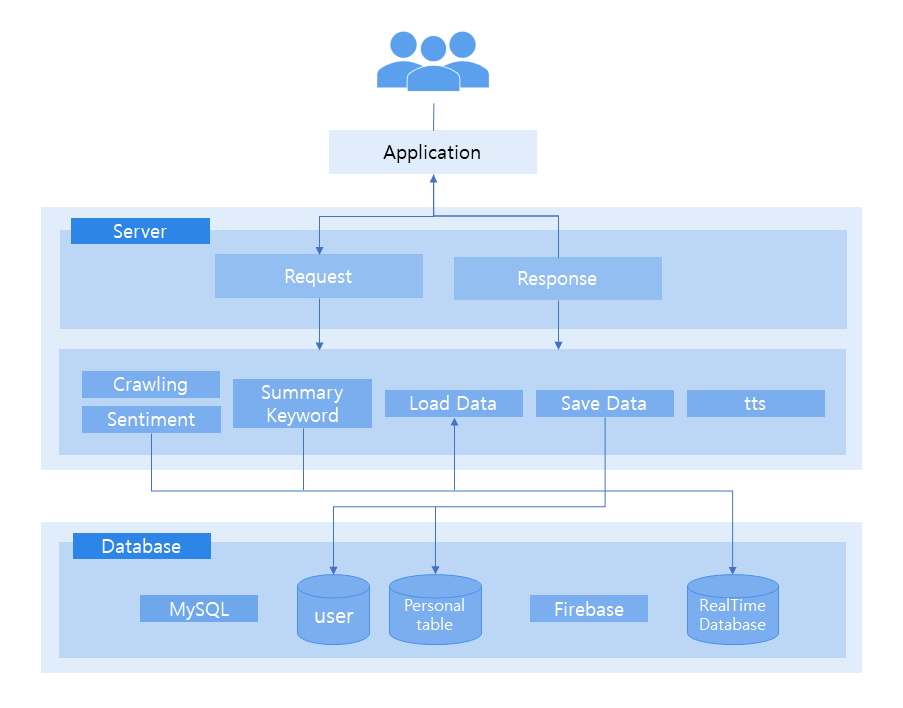 Application
Server
Request
Response
Crawling
Sentiment
Summary
Keyword
Load Data
Save Data
tts
Database
MySQL
user
Personal
table
Firebase
RealTime
Database